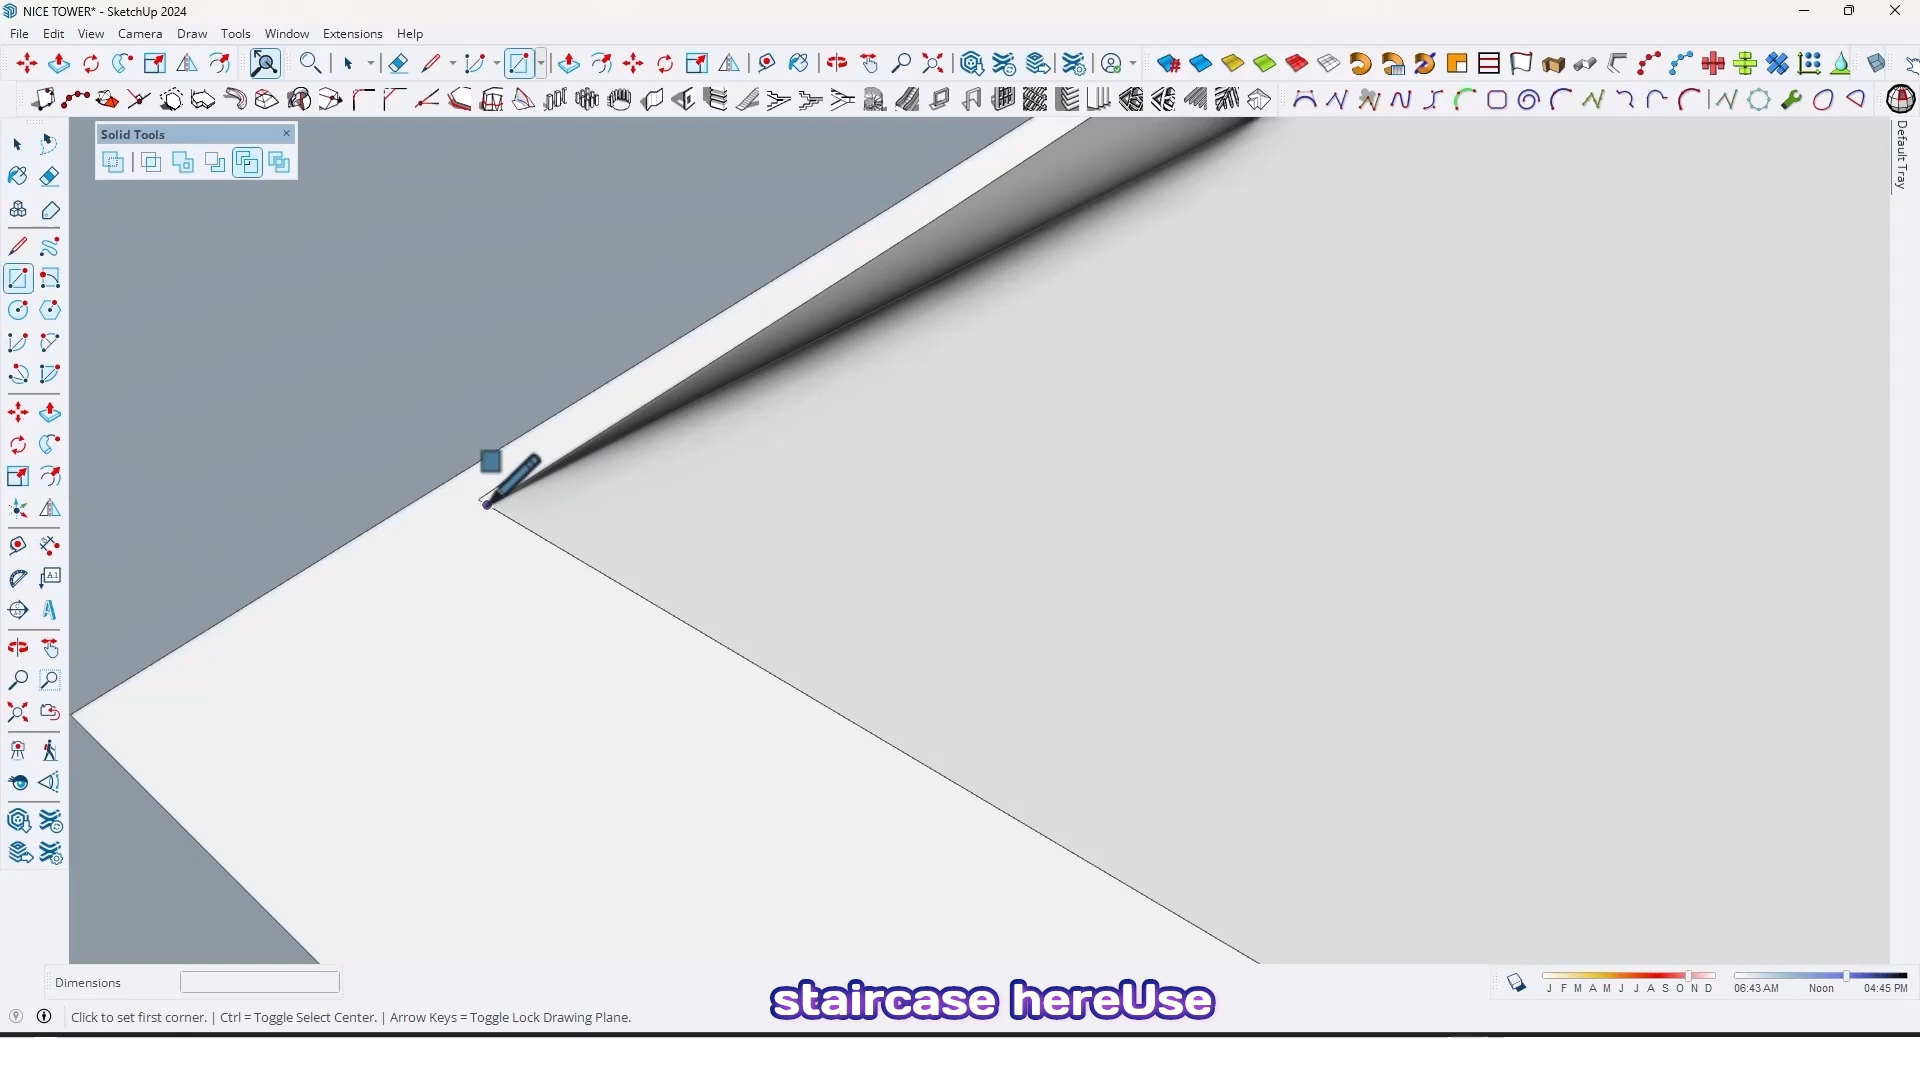 NICE TOWER* - SketchUp 2024
File Edit View Camera Draw Tools Window Extensions Help
Solid Tools
Default Tray
A1
Dimensions
J F M A M J J A S O N D
06:43 AM Noon 04:45 PM
staircase hereUse
Click to set first corner. | Ctrl = Toggle Select Center. | Arrow Keys = Toggle Lock Drawing Plane.